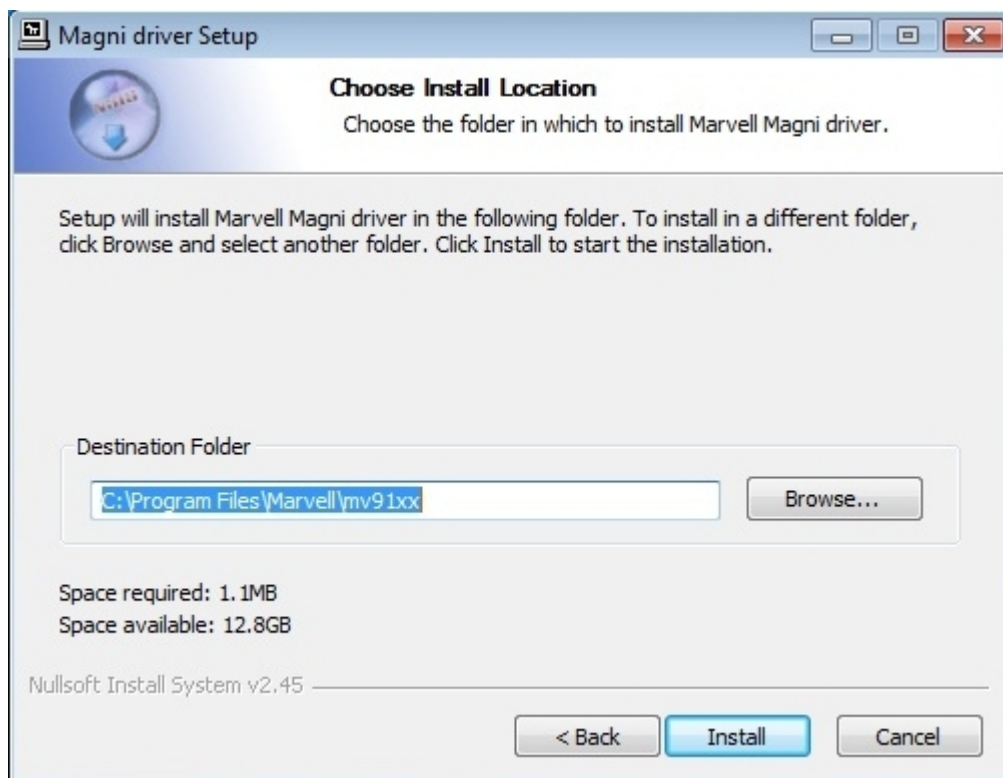 Magni driver Setup
Choose Install Location
Choose the folder in which to install Marvell Magni driver.
Setup will install Marvell Magni driver in the following folder. To install in a different folder,
click Browse and select another folder. Click Install to start the installation.
Destination Folder
C:\Program Files\Marvell\mv91xx
Browse...
Space required: 1.1MB
Space available: 12.8GB
Nullsoft Install System v2.45
< Back
Install
Cancel